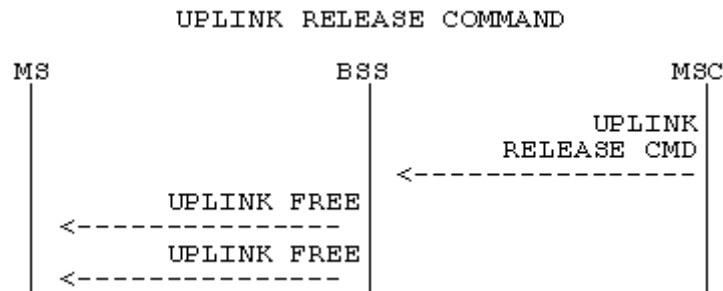 UPLINK RELEASE COMMAND
MS BSS MSC
UPLINK
RELEASE CMD
UPLINK FREE
UPLINK FREE